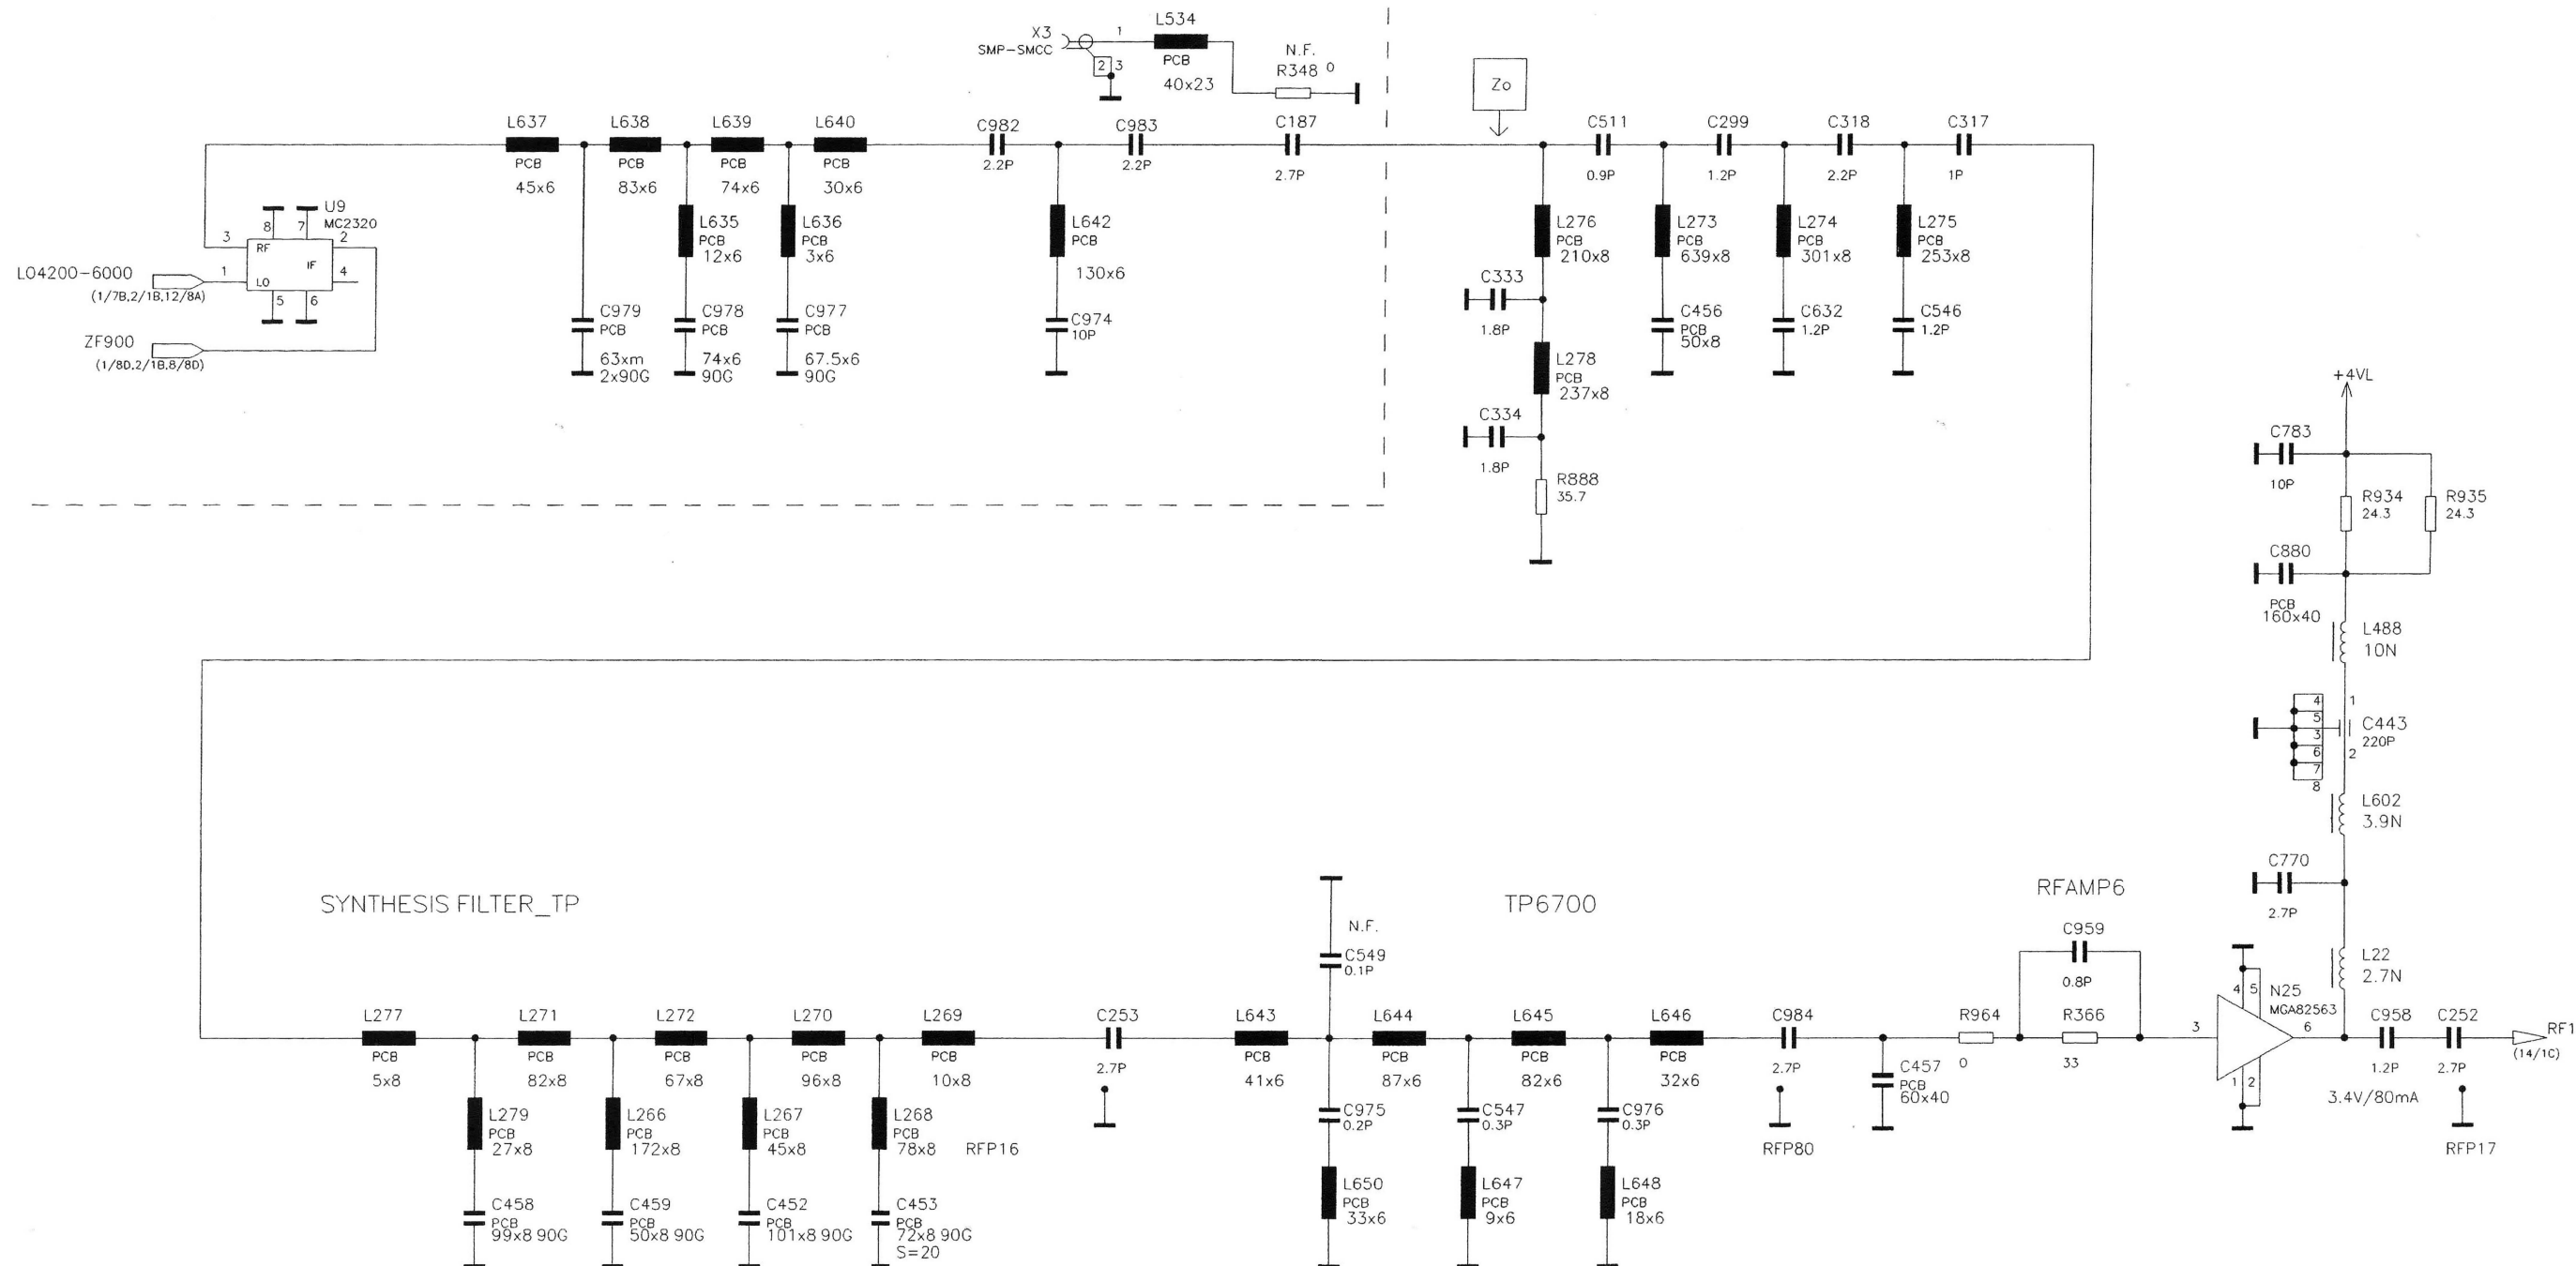 X3
SMP-SMCC
1
2
3
L534
PCB
40x23
N.F.
R348 0
Zo
L637
PCB
45x6
L638
PCB
83x6
L639
PCB
74x6
L640
PCB
30x6
C982
2.2P
C983
2.2P
C187
2.7P
C511
0.9P
C299
1.2P
C318
2.2P
C317
1P
U9
MC2320
8
7
3
RF
2
IF
1
LO
4
5
6
LO4200-6000
(1/7B,2/1B,12/8A)
ZF900
(1/8D,2/1B,8/8D)
L635
PCB
12x6
L636
PCB
3x6
L642
PCB
130x6
C979
PCB
63xm
2x90G
C978
PCB
74x6
90G
C977
PCB
67.5x6
90G
C974
10P
L276
PCB
210x8
L273
PCB
639x8
L274
PCB
301x8
L275
PCB
253x8
C333
1.8P
C456
PCB
50x8
C632
1.2P
C546
1.2P
L278
PCB
237x8
C334
1.8P
R888
35.7
+4VL
C783
10P
R934
24.3
R935
24.3
C880
PCB
160x40
L488
10N
4
5
3
6
7
8
1
2
C443
220P
L602
3.9N
C770
2.7P
L22
2.7N
SYNTHESIS FILTER_TP
TP6700
RFAMP6
N.F.
C549
0.1P
C959
0.8P
L277
PCB
5x8
L271
PCB
82x8
L272
PCB
67x8
L270
PCB
96x8
L269
PCB
10x8
C253
2.7P
L643
PCB
41x6
L644
PCB
87x6
L645
PCB
82x6
L646
PCB
32x6
C984
2.7P
C457
PCB
60x40
R964
0
R366
33
3
4
5
1
2
6
N25
MGA82563
C958
1.2P
C252
2.7P
RF1
(14/1C)
3.4V/80mA
L279
PCB
27x8
L266
PCB
172x8
L267
PCB
45x8
L268
PCB
78x8
RFP16
C975
0.2P
C547
0.3P
C976
0.3P
RFP80
RFP17
C458
PCB
99x8 90G
C459
PCB
50x8 90G
C452
PCB
101x8 90G
C453
PCB
72x8 90G
S=20
L650
PCB
33x6
L647
PCB
9x6
L648
PCB
18x6